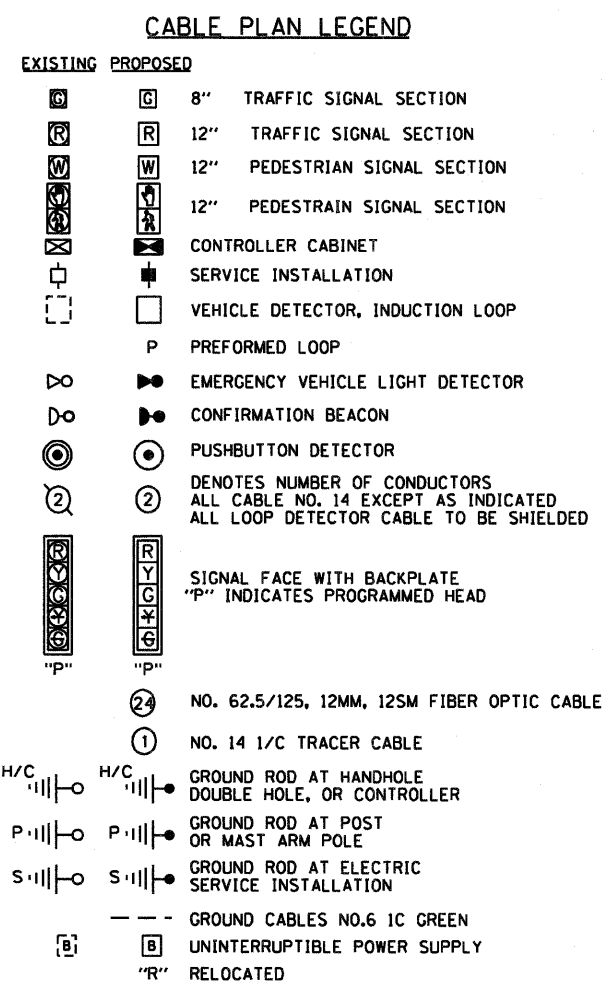 CABLE PLAN LEGEND
EXISTING PROPOSED
G G 8" TRAFFIC SIGNAL SECTION
R R 12" TRAFFIC SIGNAL SECTION
W W 12" PEDESTRIAN SIGNAL SECTION
12" PEDESTRAIN SIGNAL SECTION
CONTROLLER CABINET
SERVICE INSTALLATION
VEHICLE DETECTOR, INDUCTION LOOP
P PREFORMED LOOP
EMERGENCY VEHICLE LIGHT DETECTOR
CONFIRMATION BEACON
PUSHBUTTON DETECTOR
2 2 DENOTES NUMBER OF CONDUCTORS
ALL CABLE NO. 14 EXCEPT AS INDICATED
ALL LOOP DETECTOR CABLE TO BE SHIELDED
R R
Y Y
SIGNAL FACE WITH BACKPLATE
G G "P" INDICATES PROGRAMMED HEAD
Y Y
G G
"P" "P"
24 NO. 62.5/125, 12MM, 12SM FIBER OPTIC CABLE
1 NO. 14 1/C TRACER CABLE
H/C H/C GROUND ROD AT HANDHOLE
DOUBLE HOLE, OR CONTROLLER
P P GROUND ROD AT POST
OR MAST ARM POLE
S S GROUND ROD AT ELECTRIC
SERVICE INSTALLATION
GROUND CABLES NO.6 1C GREEN
B B UNINTERRUPTIBLE POWER SUPPLY
"R" RELOCATED